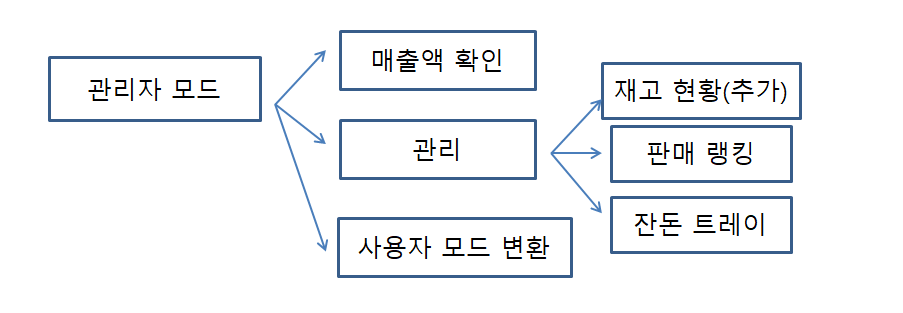 관리자 모드
매출액 확인
관리
사용자 모드 변환
재고 현황(추가)
판매 랭킹
잔돈 트레이